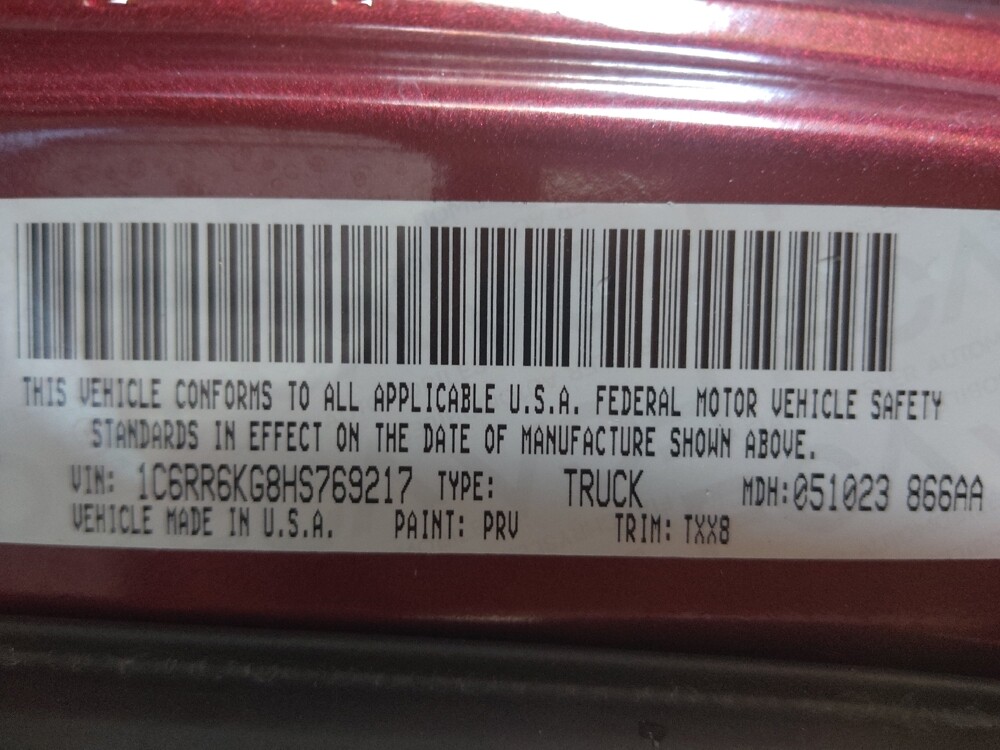 THIS VEHICLE CONFORMS TO ALL APPLICABLE U.S.A. FEDERAL MOTOR VEHICLE SAFETY
STANDARDS IN EFFECT ON THE DATE OF MANUFACTURE SHOWN ABOVE.
VIN: 1C6RR6KG8HS769217 TYPE: TRUCK MDH:051023 866AA
VEHICLE MADE IN U.S.A. PAINT: PRV TRIM: TXX8